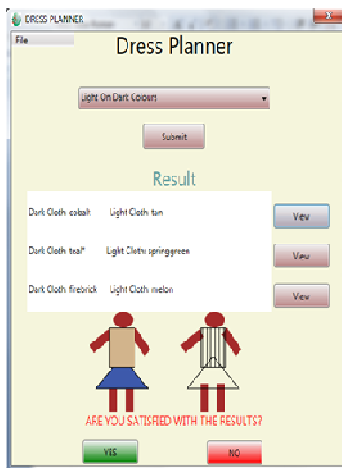 DRESS PLANNER
File
Dress Planner
Light On Dark Colours
Submit
Result
Dark Cloth cobalt Light Cloth tan
View
Dark Cloth teal" Light Cloth springgreen
View
Dark Cloth firebrick Light Cloth melon
View
ARE YOU SATISFIED WITH THE RESULTS?
YES NO